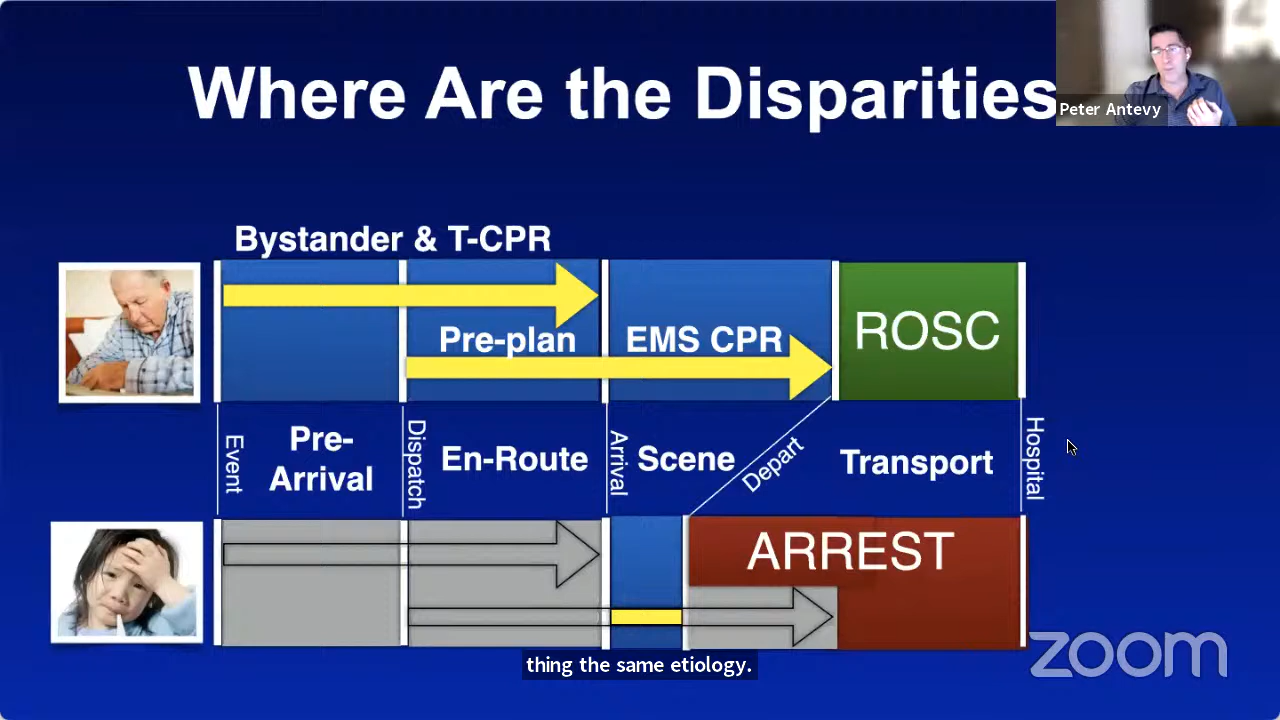 Where Are the Disparities
Peter Antevy
Bystander & T-CPR
Pre-plan
EMS CPR
ROSC
Event
Pre-
Arrival
Dispatch
En-Route
Arrival
Scene
Depart
Transport
Hospital
ARREST
thing the same etiology.
zoom